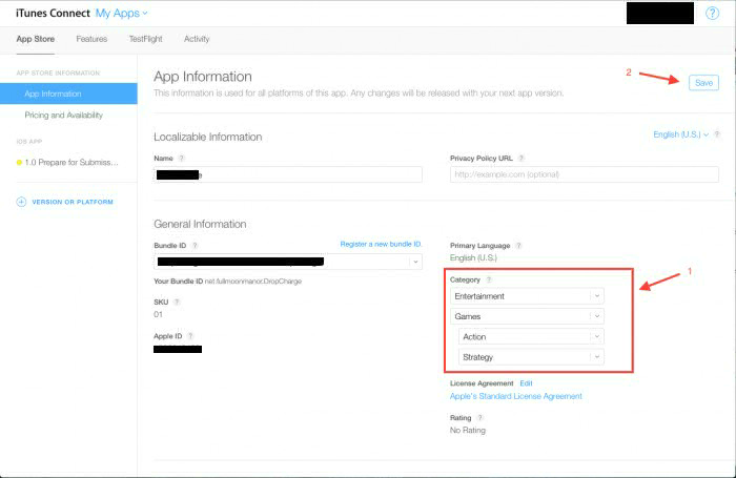 iTunes Connect My Apps
App Store Features TestFlight Activity
APP STORE INFORMATION
App Information
Pricing and Availability
IOS APP
1.0 Prepare for Submiss...
VERSION OR PLATFORM
App Information
This information is used for all platforms of this app. Any changes will be released with your next app version.
2
Save
Localizable Information
English (U.S.) ?
Name ?
Privacy Policy URL ?
http://example.com (optional)
General Information
Bundle ID ?
Register a new bundle ID.
Your Bundle ID net.fullmoonmanor.DropCharge
SKU ?
01
Apple ID ?
Primary Language ?
English (U.S.)
1
Category ?
Entertainment
Games
Action
Strategy
License Agreement Edit
Apple's Standard License Agreement
Rating ?
No Rating